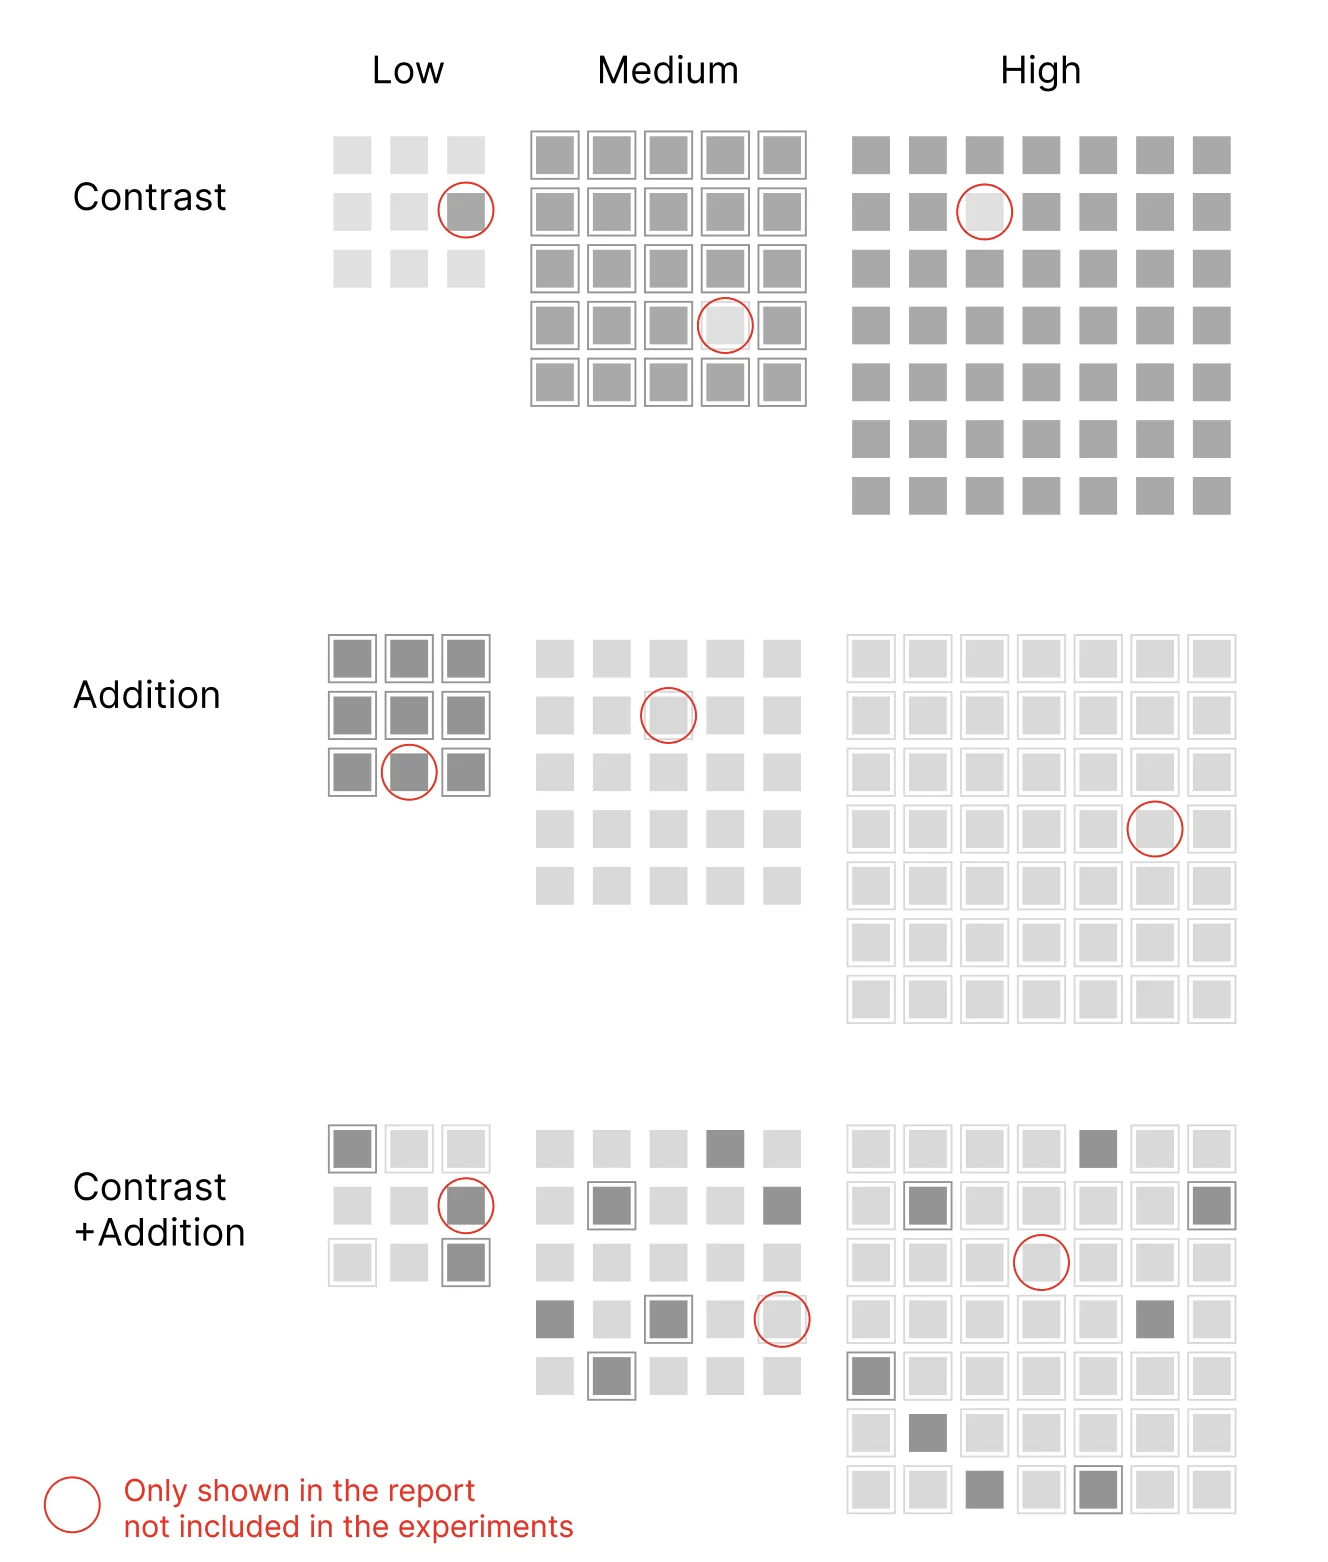 Low
Medium
High
Contrast
Addition
Contrast
+Addition
Only shown in the report
not included in the experiments